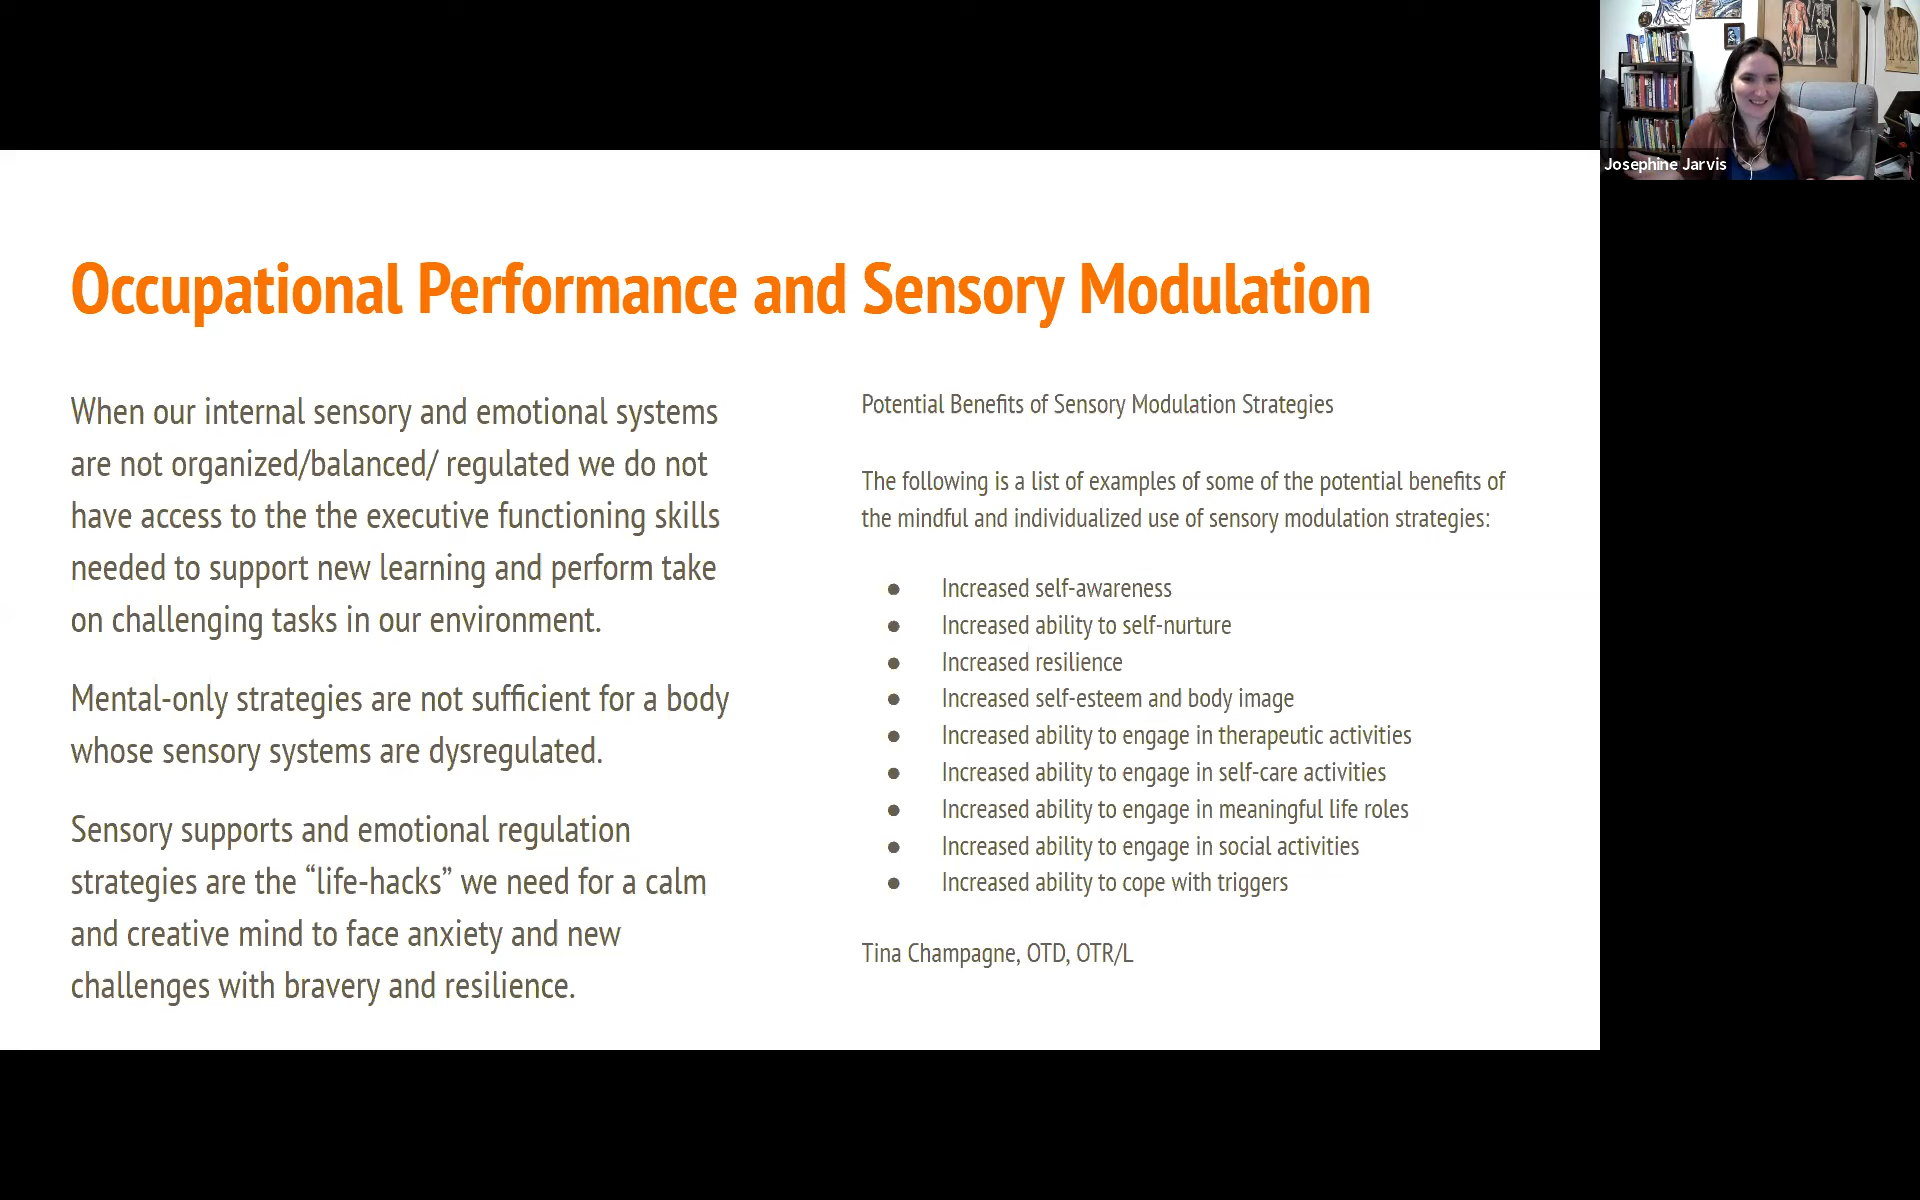 Josephine Jarvis
Occupational Performance and Sensory Modulation
When our internal sensory and emotional systems
are not organized/balanced/ regulated we do not
have access to the the executive functioning skills
needed to support new learning and perform take
on challenging tasks in our environment.
Mental-only strategies are not sufficient for a body
whose sensory systems are dysregulated.
Sensory supports and emotional regulation
strategies are the “life-hacks” we need for a calm
and creative mind to face anxiety and new
challenges with bravery and resilience.
Potential Benefits of Sensory Modulation Strategies
The following is a list of examples of some of the potential benefits of
the mindful and individualized use of sensory modulation strategies:
● Increased self-awareness
● Increased ability to self-nurture
● Increased resilience
● Increased self-esteem and body image
● Increased ability to engage in therapeutic activities
● Increased ability to engage in self-care activities
● Increased ability to engage in meaningful life roles
● Increased ability to engage in social activities
● Increased ability to cope with triggers
Tina Champagne, OTD, OTR/L